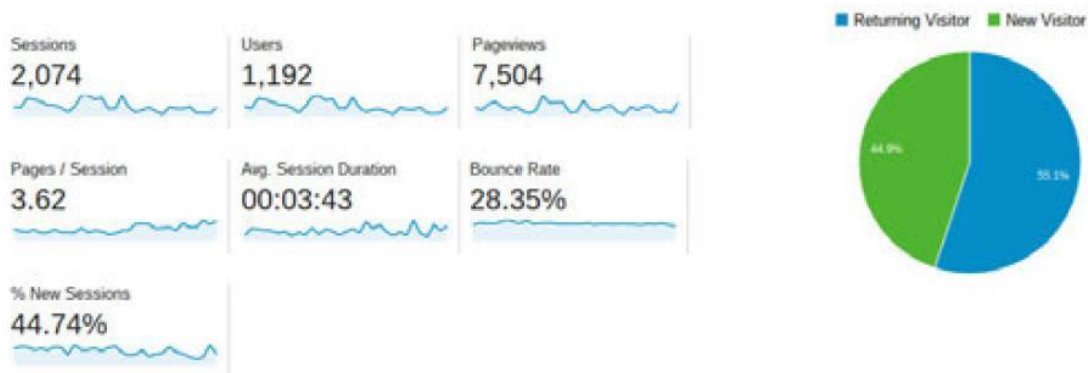 Returning Visitor New Visitor
Sessions Users Pageviews
2,074 1,192 7,504
44.9% 55.1%
Pages / Session Avg. Session Duration Bounce Rate
3.62 00:03:43 28.35%
% New Sessions
44.74%